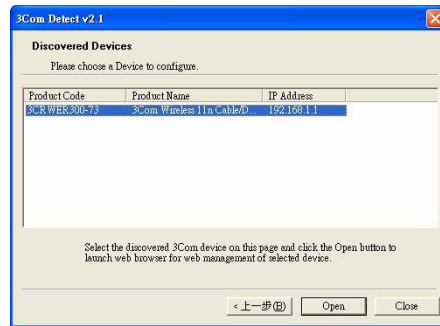 3Com Detect v2.1
Discovered Devices
Please choose a Device to configure.
Product Code Product Name IP Address
3CRWER300-73 3Com Wireless 11n Cable/D... 192.168.1.1
Select the discovered 3Com device on this page and click the Open button to
launch web browser for web management of selected device.
<上一步(B) Open Close